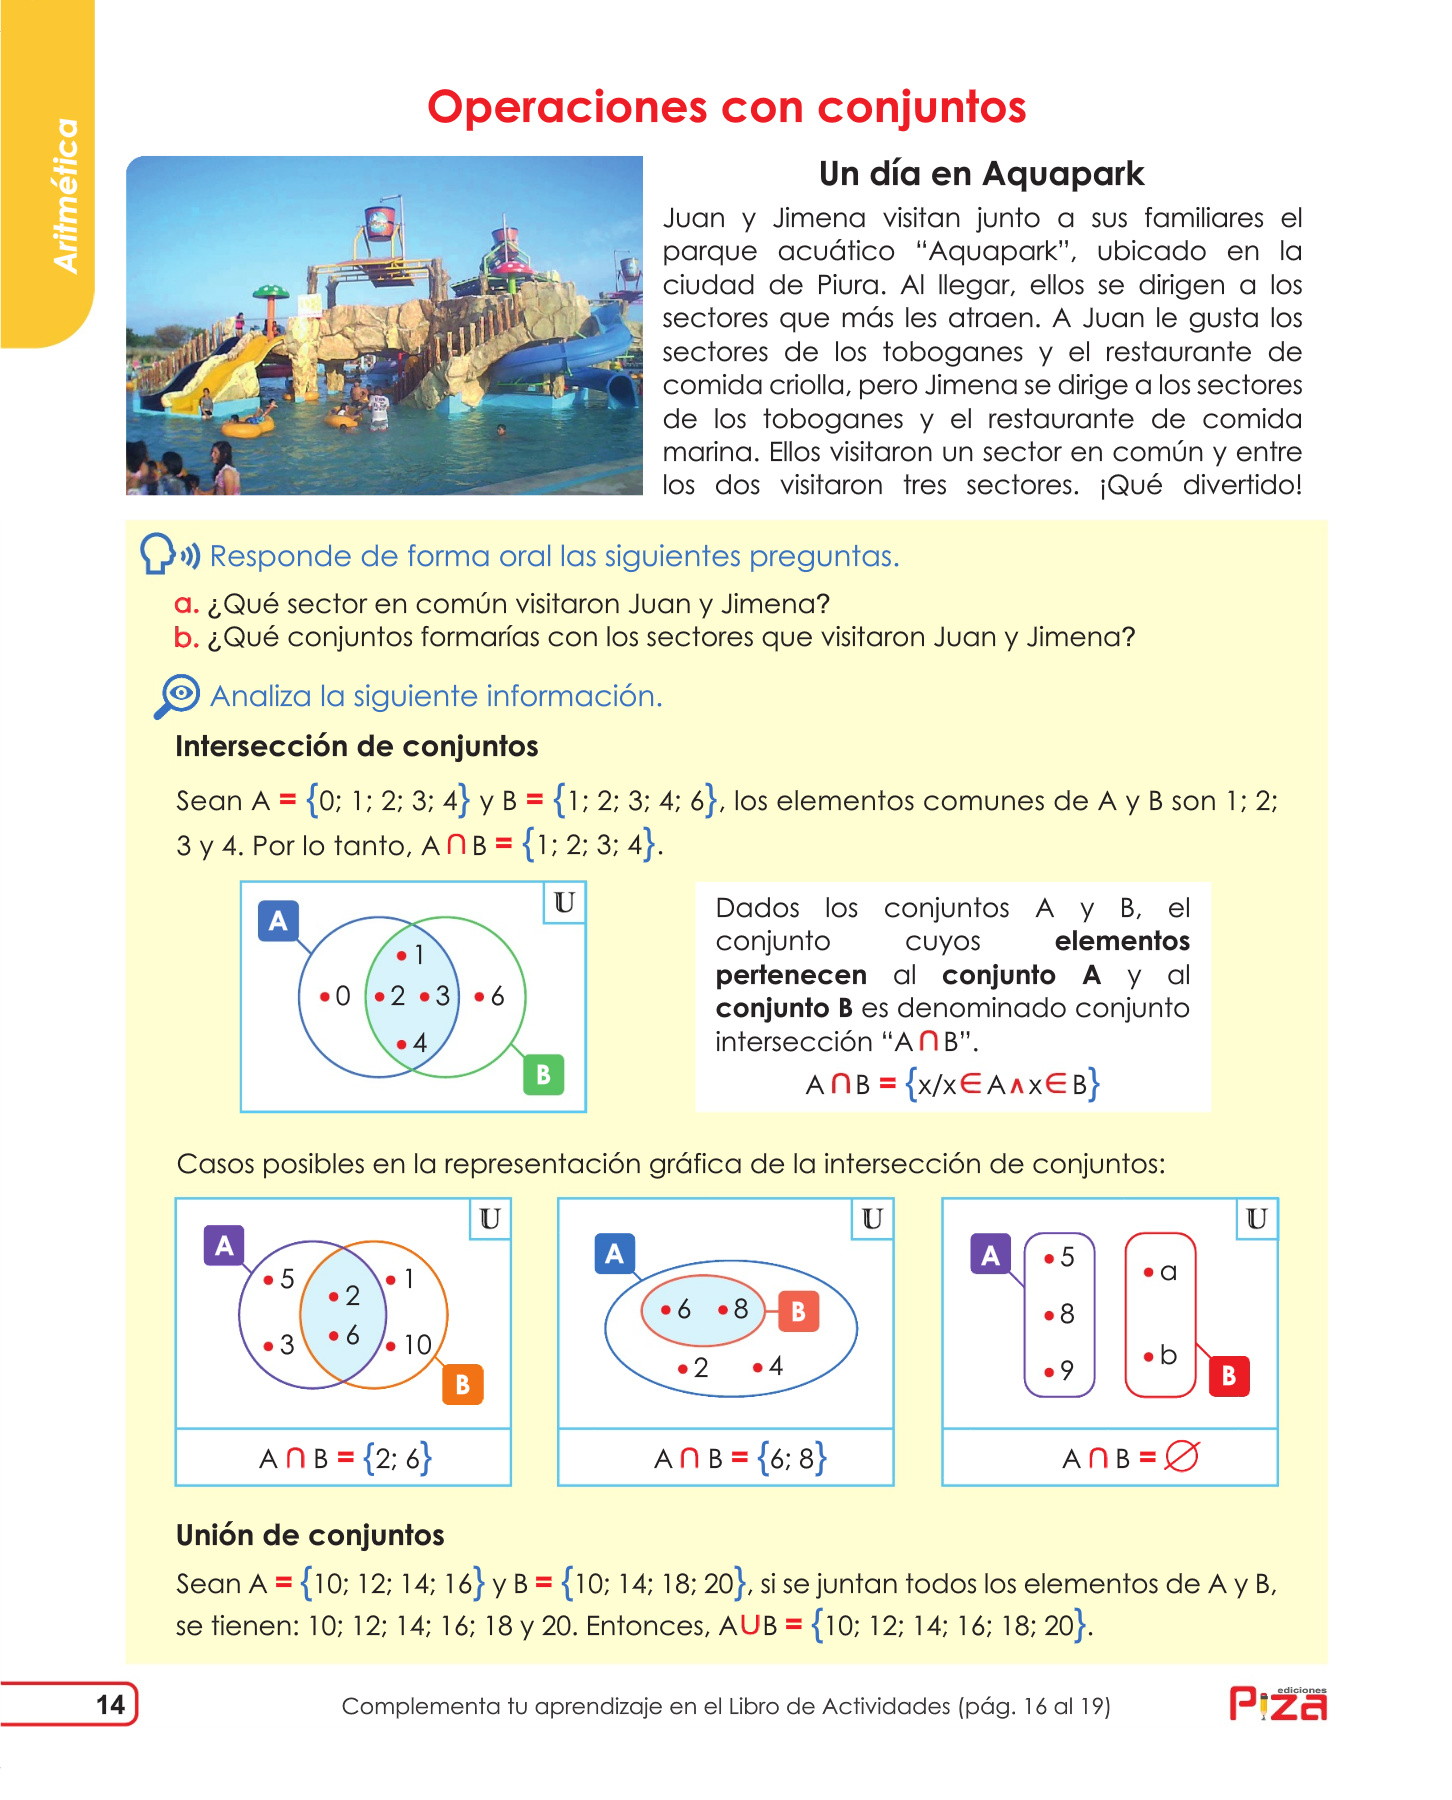 Aritmética
Operaciones con conjuntos
Un día en Aquapark
Juan y Jimena visitan junto a sus familiares el
parque acuático “Aquapark”, ubicado en la
ciudad de Piura. Al llegar, ellos se dirigen a los
sectores que más les atraen. A Juan le gusta los
sectores de los toboganes y el restaurante de
comida criolla, pero Jimena se dirige a los sectores
de los toboganes y el restaurante de comida
marina. Ellos visitaron un sector en común y entre
los dos visitaron tres sectores. ¡Qué divertido!
Responde de forma oral las siguientes preguntas.
a. ¿Qué sector en común visitaron Juan y Jimena?
b. ¿Qué conjuntos formarías con los sectores que visitaron Juan y Jimena?
Analiza la siguiente información.
Intersección de conjuntos
Sean A = {0; 1; 2; 3; 4} y B = {1; 2; 3; 4; 6}, los elementos comunes de A y B son 1; 2;
3 y 4. Por lo tanto, A ∩ B = {1; 2; 3; 4}.
U
A
1
0 2 3 6
4
B
Dados los conjuntos A y B, el
conjunto cuyos elementos
pertenecen al conjunto A y al
conjunto B es denominado conjunto
intersección “A ∩ B”.
A ∩ B = {x/x ∈ A ∧ x ∈ B}
Casos posibles en la representación gráfica de la intersección de conjuntos:
U
A
5 2 1
3 6 10
B
A ∩ B = {2; 6}
U
A
6 8 B
2 4
A ∩ B = {6; 8}
U
A
5
8
9
a
b
B
A ∩ B = ∅
Unión de conjuntos
Sean A = {10; 12; 14; 16} y B = {10; 14; 18; 20}, si se juntan todos los elementos de A y B,
se tienen: 10; 12; 14; 16; 18 y 20. Entonces, A∪B = {10; 12; 14; 16; 18; 20}.
14
Complementa tu aprendizaje en el Libro de Actividades (pág. 16 al 19)
ediciones
Piza